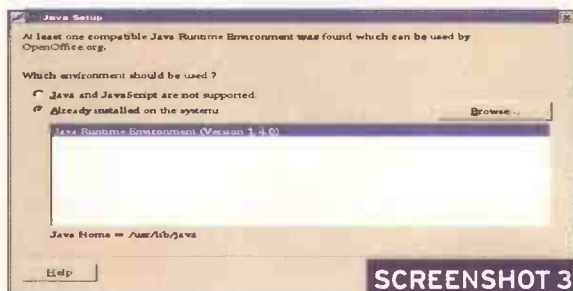 Java Setup
At least one compatible Java Runtime Environment was found which can be used by
OpenOffice.org.
Which environment should be used ?
Java and JavaScript are not supported.
Already installed on the system:
Browse...
Java Runtime Environment (Version 1.4.0)
Java Home = /usr/lib/java
Help
SCREENSHOT 3